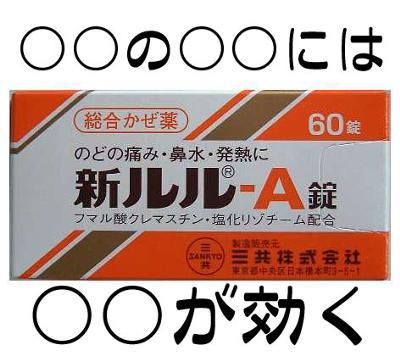 ○○の○○には
総合かぜ薬
60錠
のどの痛み・鼻水・発熱に
新ルル®-A錠
フマル酸クレマスチン・塩化リゾチーム配合
三 SANKYO 共
製造販売元
三共株式会社
東京都中央区日本橋本町3-5-1
○○が効く